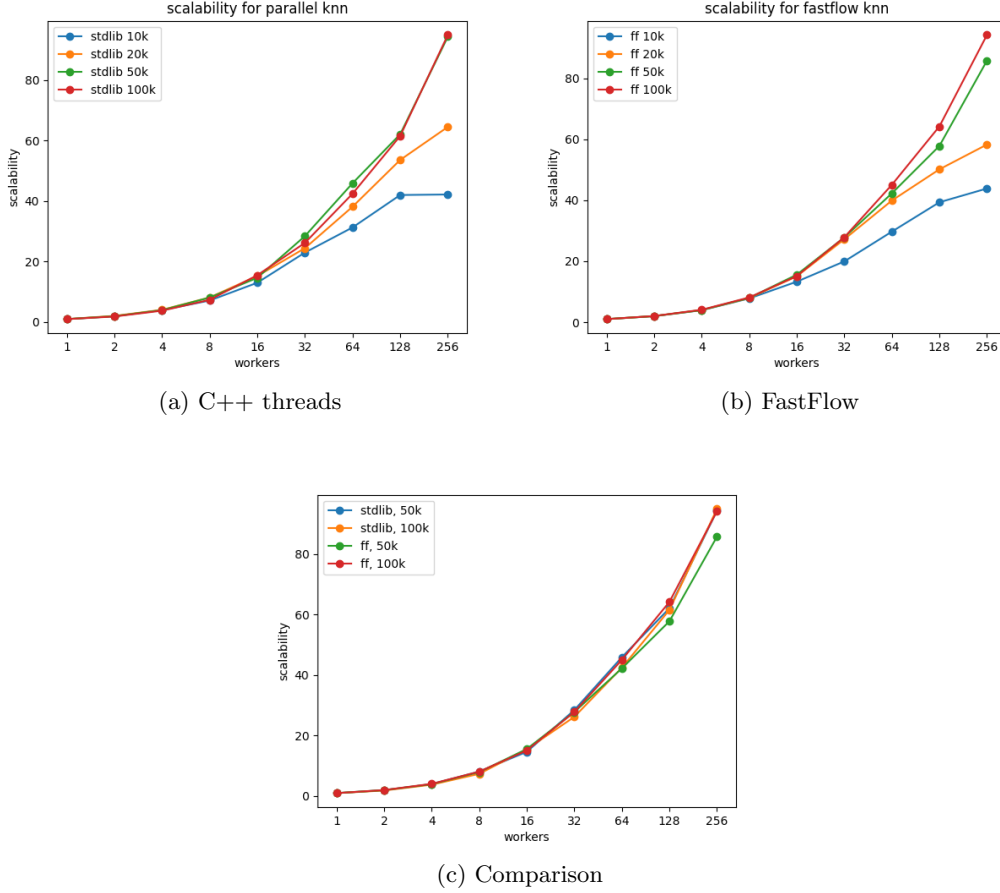 scalability for parallel knn
stdlib 10k
stdlib 20k
stdlib 50k
stdlib 100k
80
60
40
20
0
scalability
1 2 4 8 16 32 64 128 256
workers
(a) C++ threads
scalability for fastflow knn
ff 10k
ff 20k
ff 50k
ff 100k
80
60
40
20
0
scalability
1 2 4 8 16 32 64 128 256
workers
(b) FastFlow
stdlib, 50k
stdlib, 100k
ff, 50k
ff, 100k
80
60
40
20
0
scalability
1 2 4 8 16 32 64 128 256
workers
(c) Comparison